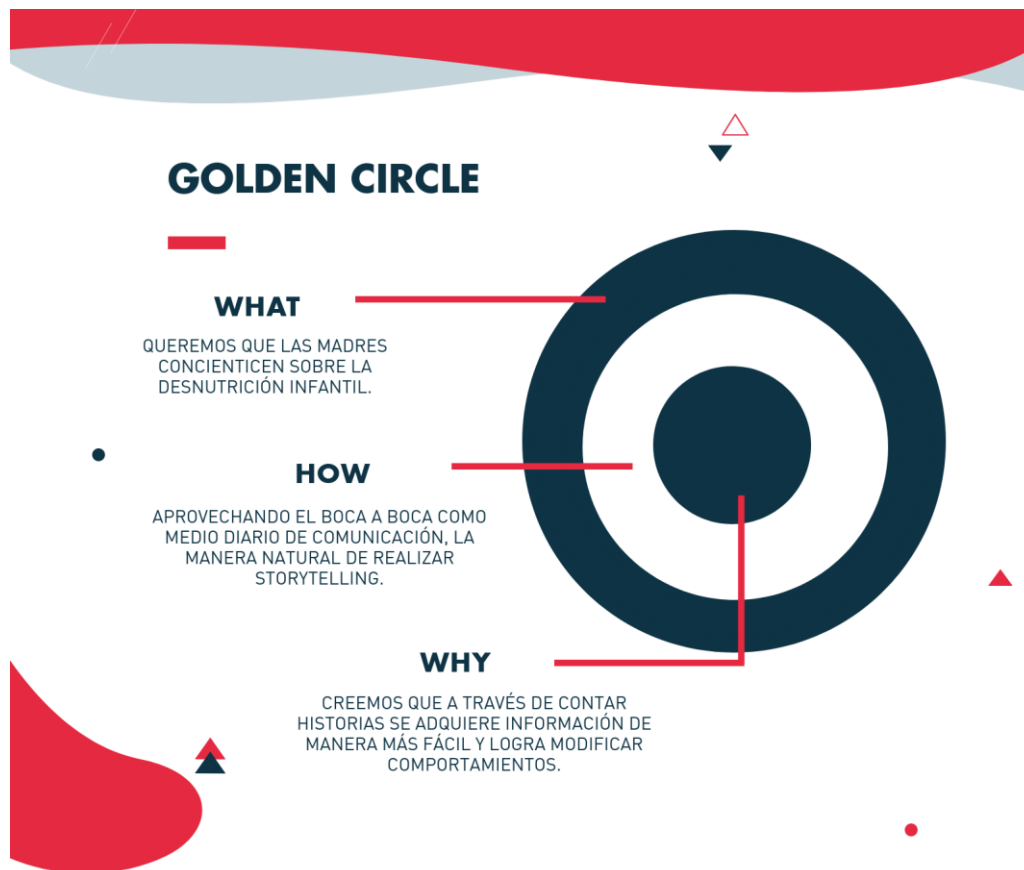 GOLDEN CIRCLE
WHAT
QUEREMOS QUE LAS MADRES
CONCIENTICEN SOBRE LA
DESNUTRICIÓN INFANTIL.
HOW
APROVECHANDO EL BOCA A BOCA COMO
MEDIO DIARIO DE COMUNICACIÓN, LA
MANERA NATURAL DE REALIZAR
STORYTELLING.
WHY
CREEMOS QUE A TRAVÉS DE CONTAR
HISTORIAS SE ADQUIERE INFORMACIÓN DE
MANERA MÁS FÁCIL Y LOGRA MODIFICAR
COMPORTAMIENTOS.